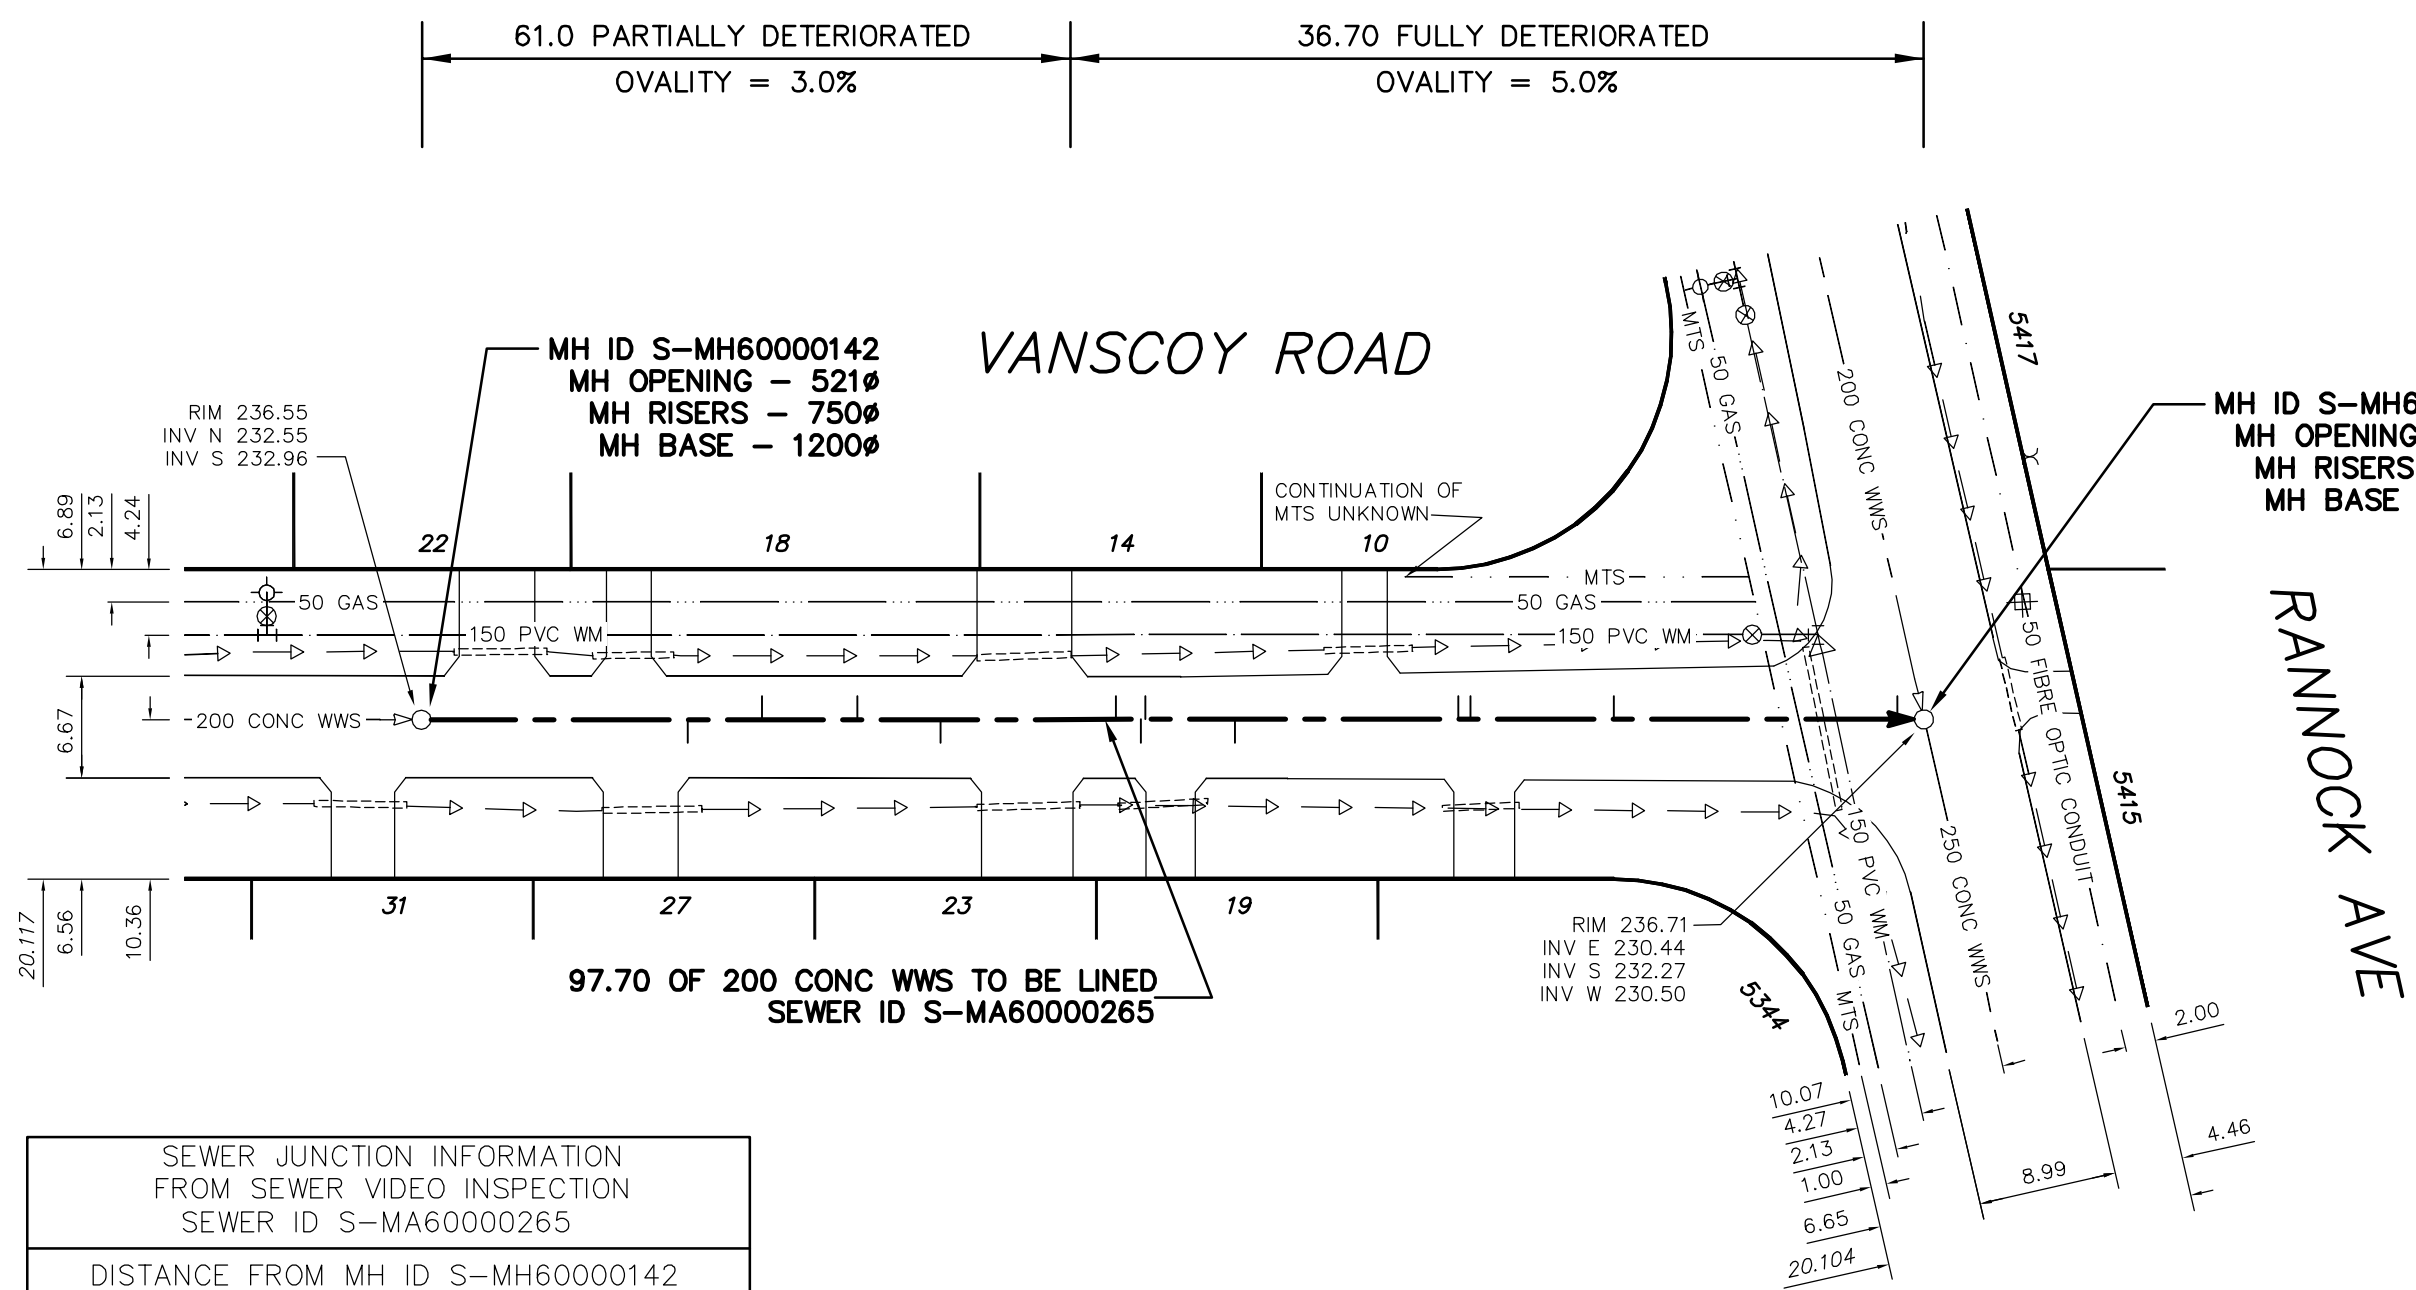 61.0 PARTIALLY DETERIORATED
OVALITY = 3.0%
36.70 FULLY DETERIORATED
OVALITY = 5.0%
VANSCOY ROAD
MH ID S-MH60000142
MH OPENING - 521ø
MH RISERS - 750ø
MH BASE - 1200ø
RIM 236.55
INV N 232.55
INV S 232.96
MH ID S-MH6
MH OPENING
MH RISERS
MH BASE
CONTINUATION OF
MTS UNKNOWN
6.89
2.13
4.24
22
18
14
10
5417
MTS
50 GAS
200 CONC WWS
50 GAS
MTS
50 GAS
150 PVC WM
150 PVC WM
6.67
200 CONC WWS
50 FIBRE OPTIC CONDUIT
5415
RANNOCK AVE
31
27
23
19
20.117
6.56
10.36
150 PVC WM
250 CONC WWS
50 GAS
MTS
5344
97.70 OF 200 CONC WWS TO BE LINED
SEWER ID S-MA60000265
RIM 236.71
INV E 230.44
INV S 232.27
INV W 230.50
2.00
4.46
8.99
10.07
4.27
2.13
1.00
6.65
20.104
SEWER JUNCTION INFORMATION
FROM SEWER VIDEO INSPECTION
SEWER ID S-MA60000265
DISTANCE FROM MH ID S-MH60000142